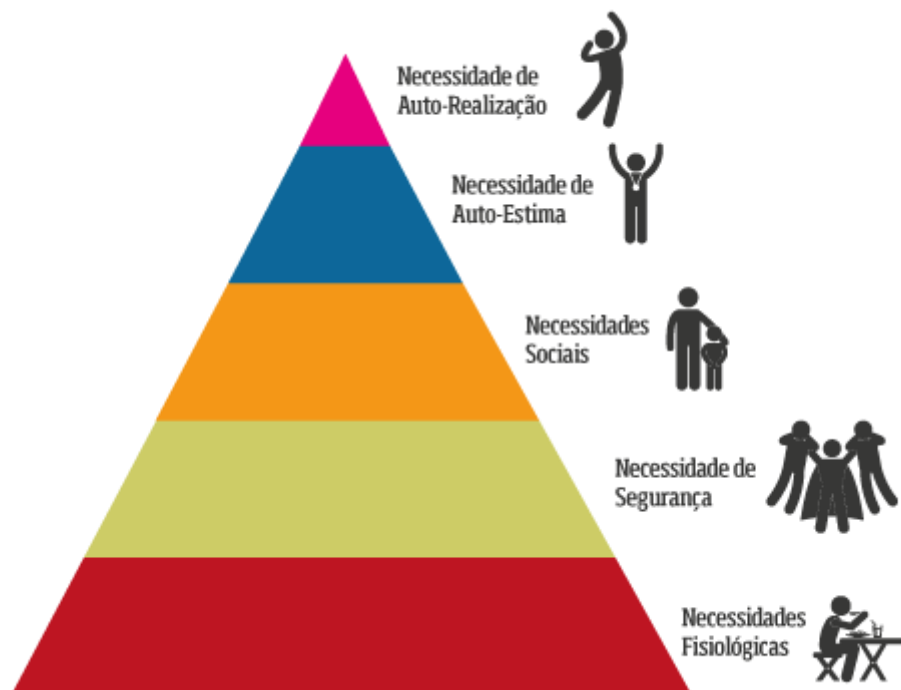 Necessidade de
Auto-Realização
Necessidade de
Auto-Estima
Necessidades
Sociais
Necessidade de
Segurança
Necessidades
Fisiológicas